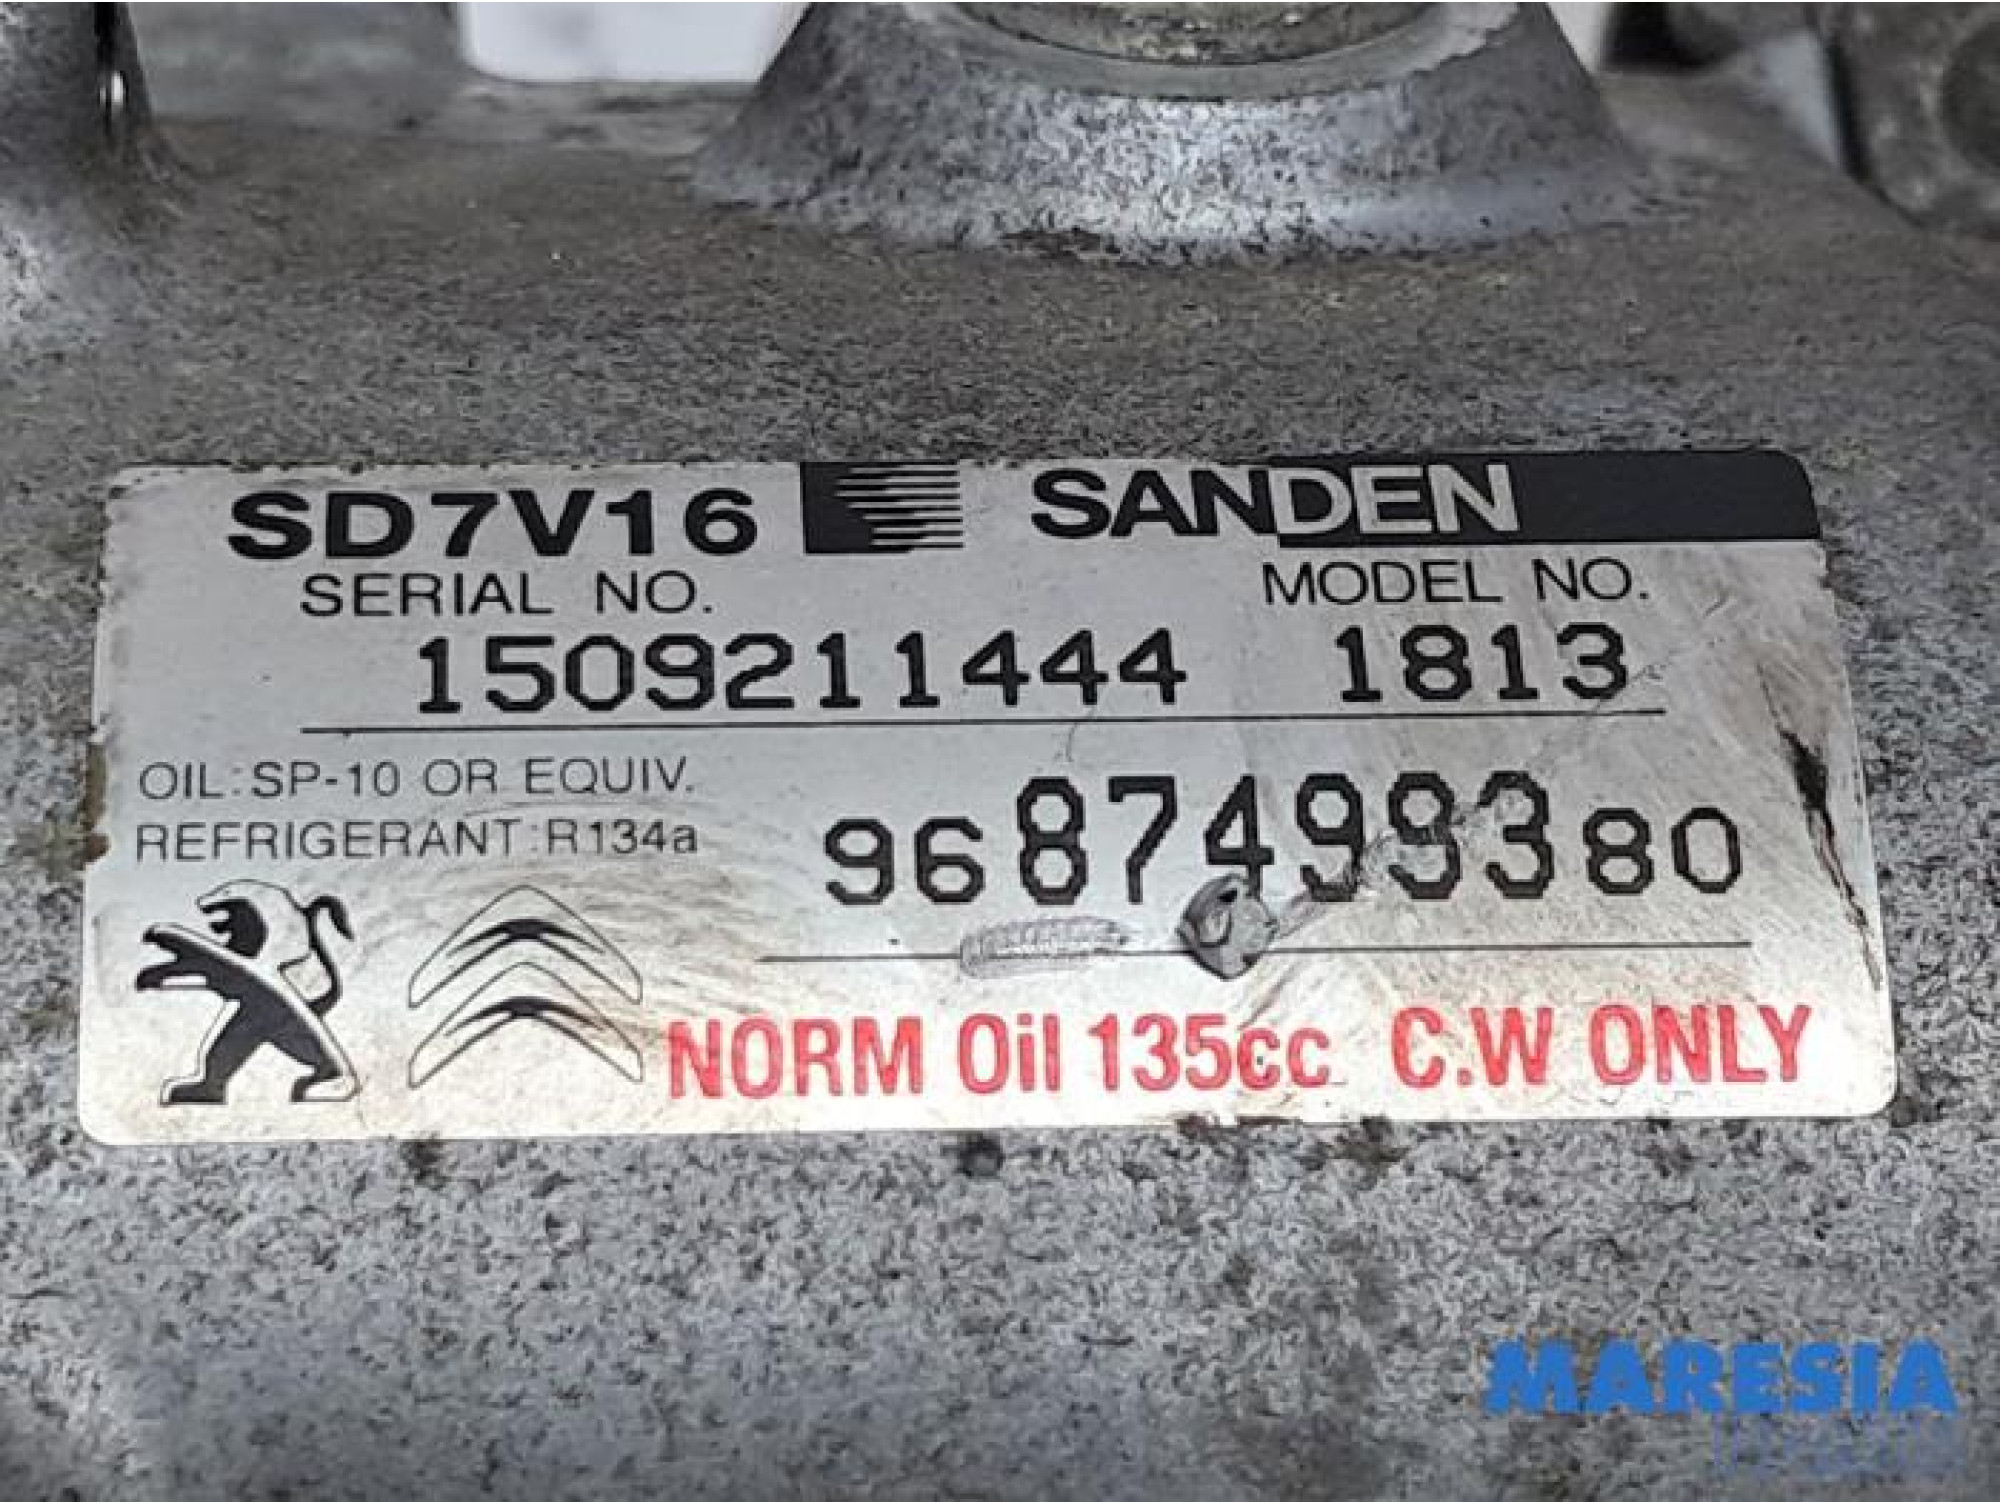 SD7V16 SANDEN
SERIAL NO. MODEL NO.
1509211444 1813
OIL:SP-10 OR EQUIV.
REFRIGERANT:R134a
9687499380
NORM Oil 135cc C.W ONLY
MARESIA